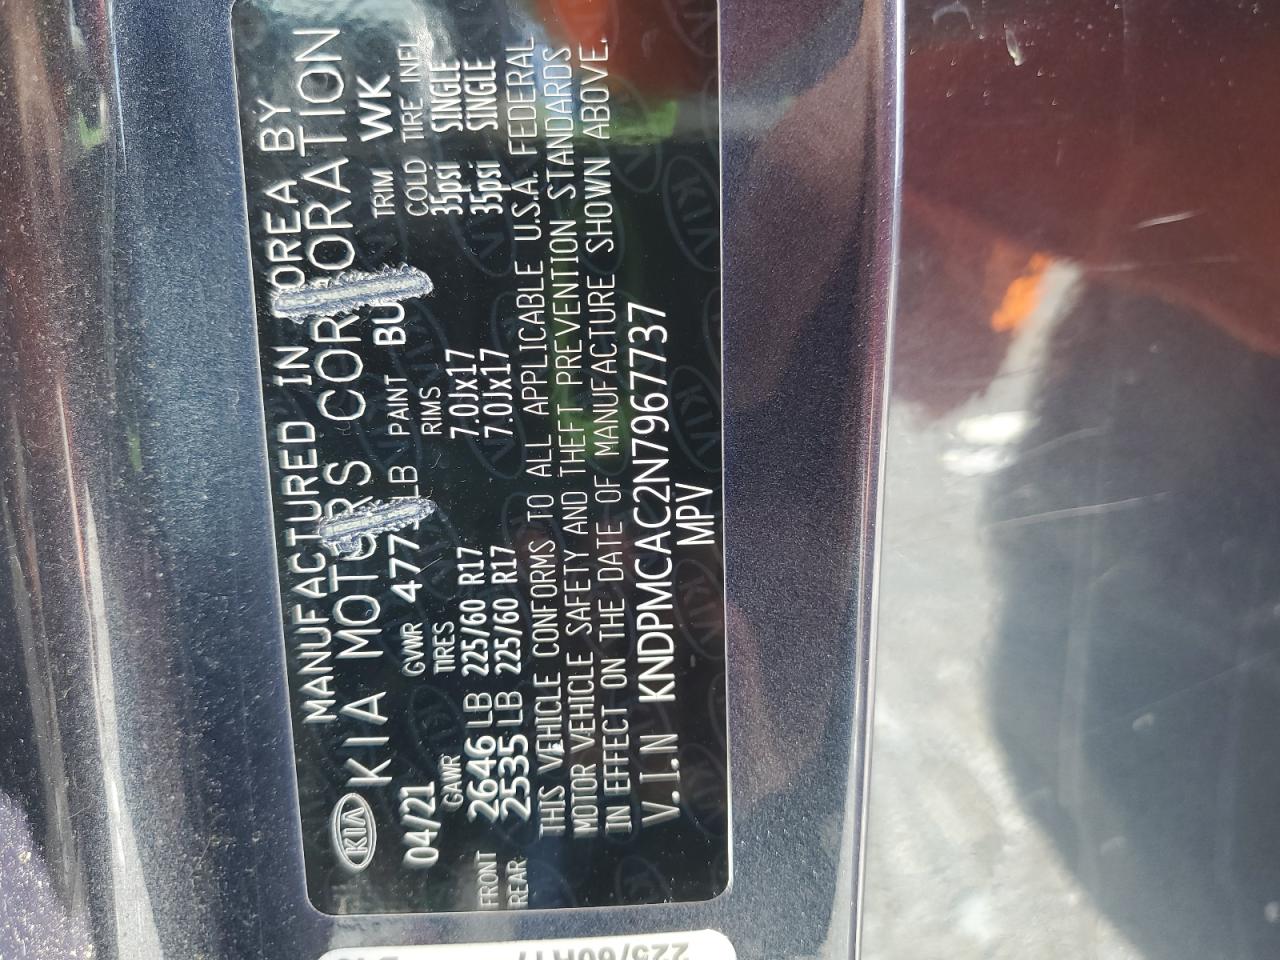 MANUFACTURED IN KOREA BY
KIA KIA MOTORS CORPORATION
04/21 GVWR 477 LB PAINT BU TRIM WK
GAWR TIRES RIMS COLD TIRE INFL
FRONT 2646 LB 225/60 R17 7.0Jx17 35psi SINGLE
REAR 2535 LB 225/60 R17 7.0Jx17 35psi SINGLE
THIS VEHICLE CONFORMS TO ALL APPLICABLE U.S.A. FEDERAL
MOTOR VEHICLE SAFETY AND THEFT PREVENTION STANDARDS
IN EFFECT ON THE DATE OF MANUFACTURE SHOWN ABOVE.
V.I.N KNDPMCAC2N7967737
MPV
225/60R17